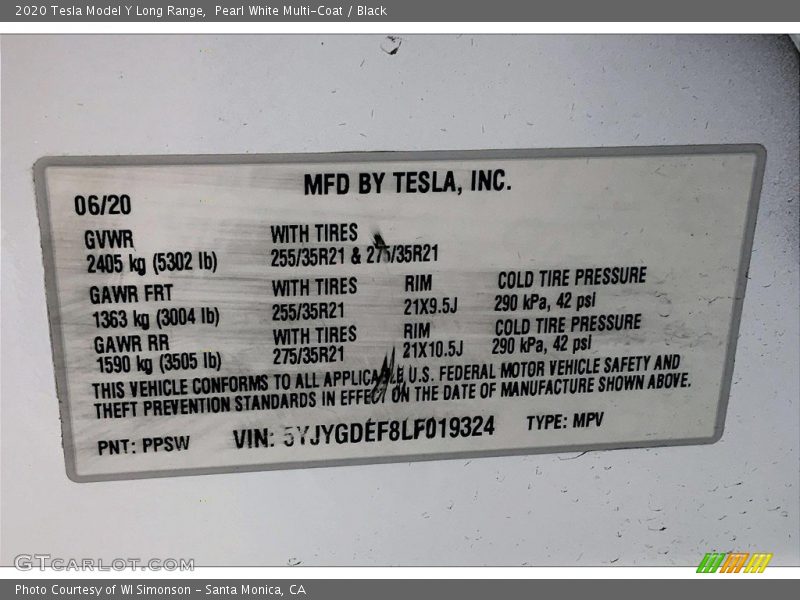 2020 Tesla Model Y Long Range, Pearl White Multi-Coat / Black
MFD BY TESLA, INC.
06/20
GVWR WITH TIRES
2405 kg (5302 lb) 255/35R21 & 275/35R21
GAWR FRT WITH TIRES RIM COLD TIRE PRESSURE
1363 kg (3004 lb) 255/35R21 21X9.5J 290 kPa, 42 psi
GAWR RR WITH TIRES RIM COLD TIRE PRESSURE
1590 kg (3505 lb) 275/35R21 21X10.5J 290 kPa, 42 psi
THIS VEHICLE CONFORMS TO ALL APPLICABLE U.S. FEDERAL MOTOR VEHICLE SAFETY AND
THEFT PREVENTION STANDARDS IN EFFECT ON THE DATE OF MANUFACTURE SHOWN ABOVE.
PNT: PPSW VIN: 5YJYGDEF8LF019324 TYPE: MPV
GTCARLOT.COM
Photo Courtesy of WI Simonson - Santa Monica, CA